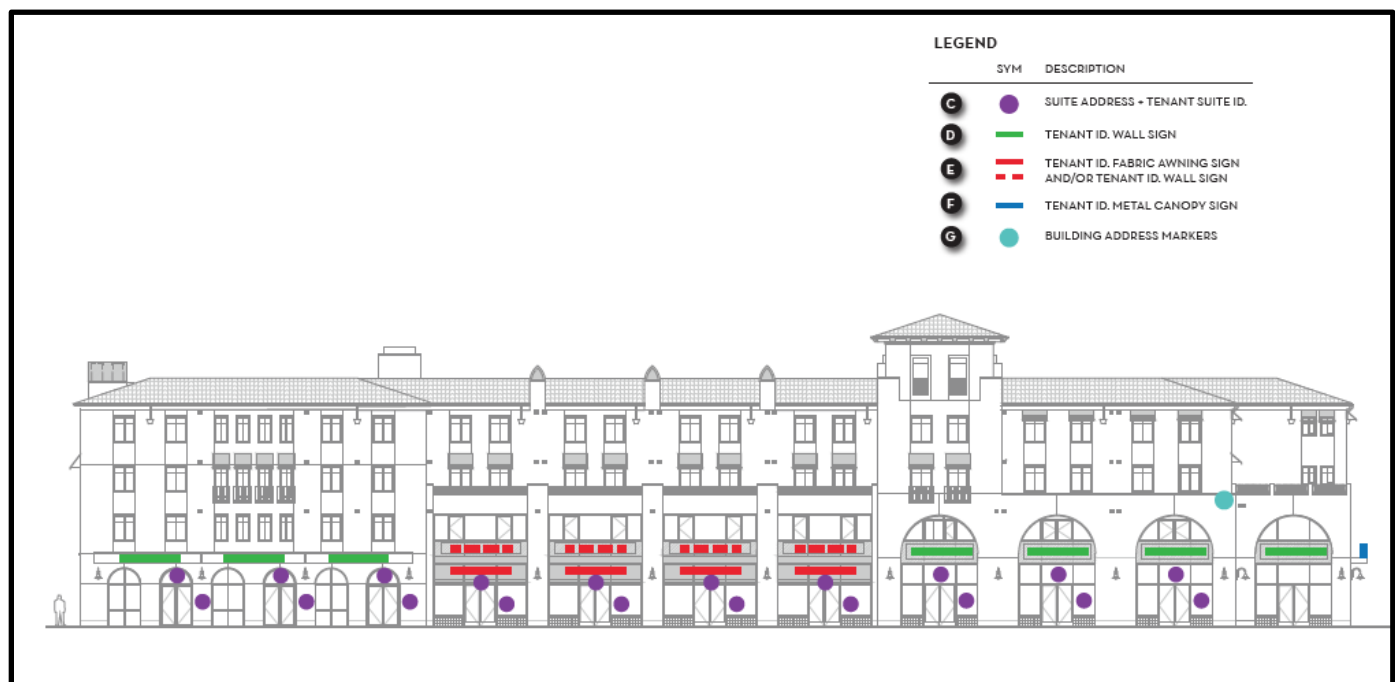 LEGEND
SYM DESCRIPTION
C SUITE ADDRESS + TENANT SUITE ID.
D TENANT ID. WALL SIGN
E TENANT ID. FABRIC AWNING SIGN
AND/OR TENANT ID. WALL SIGN
F TENANT ID. METAL CANOPY SIGN
G BUILDING ADDRESS MARKERS